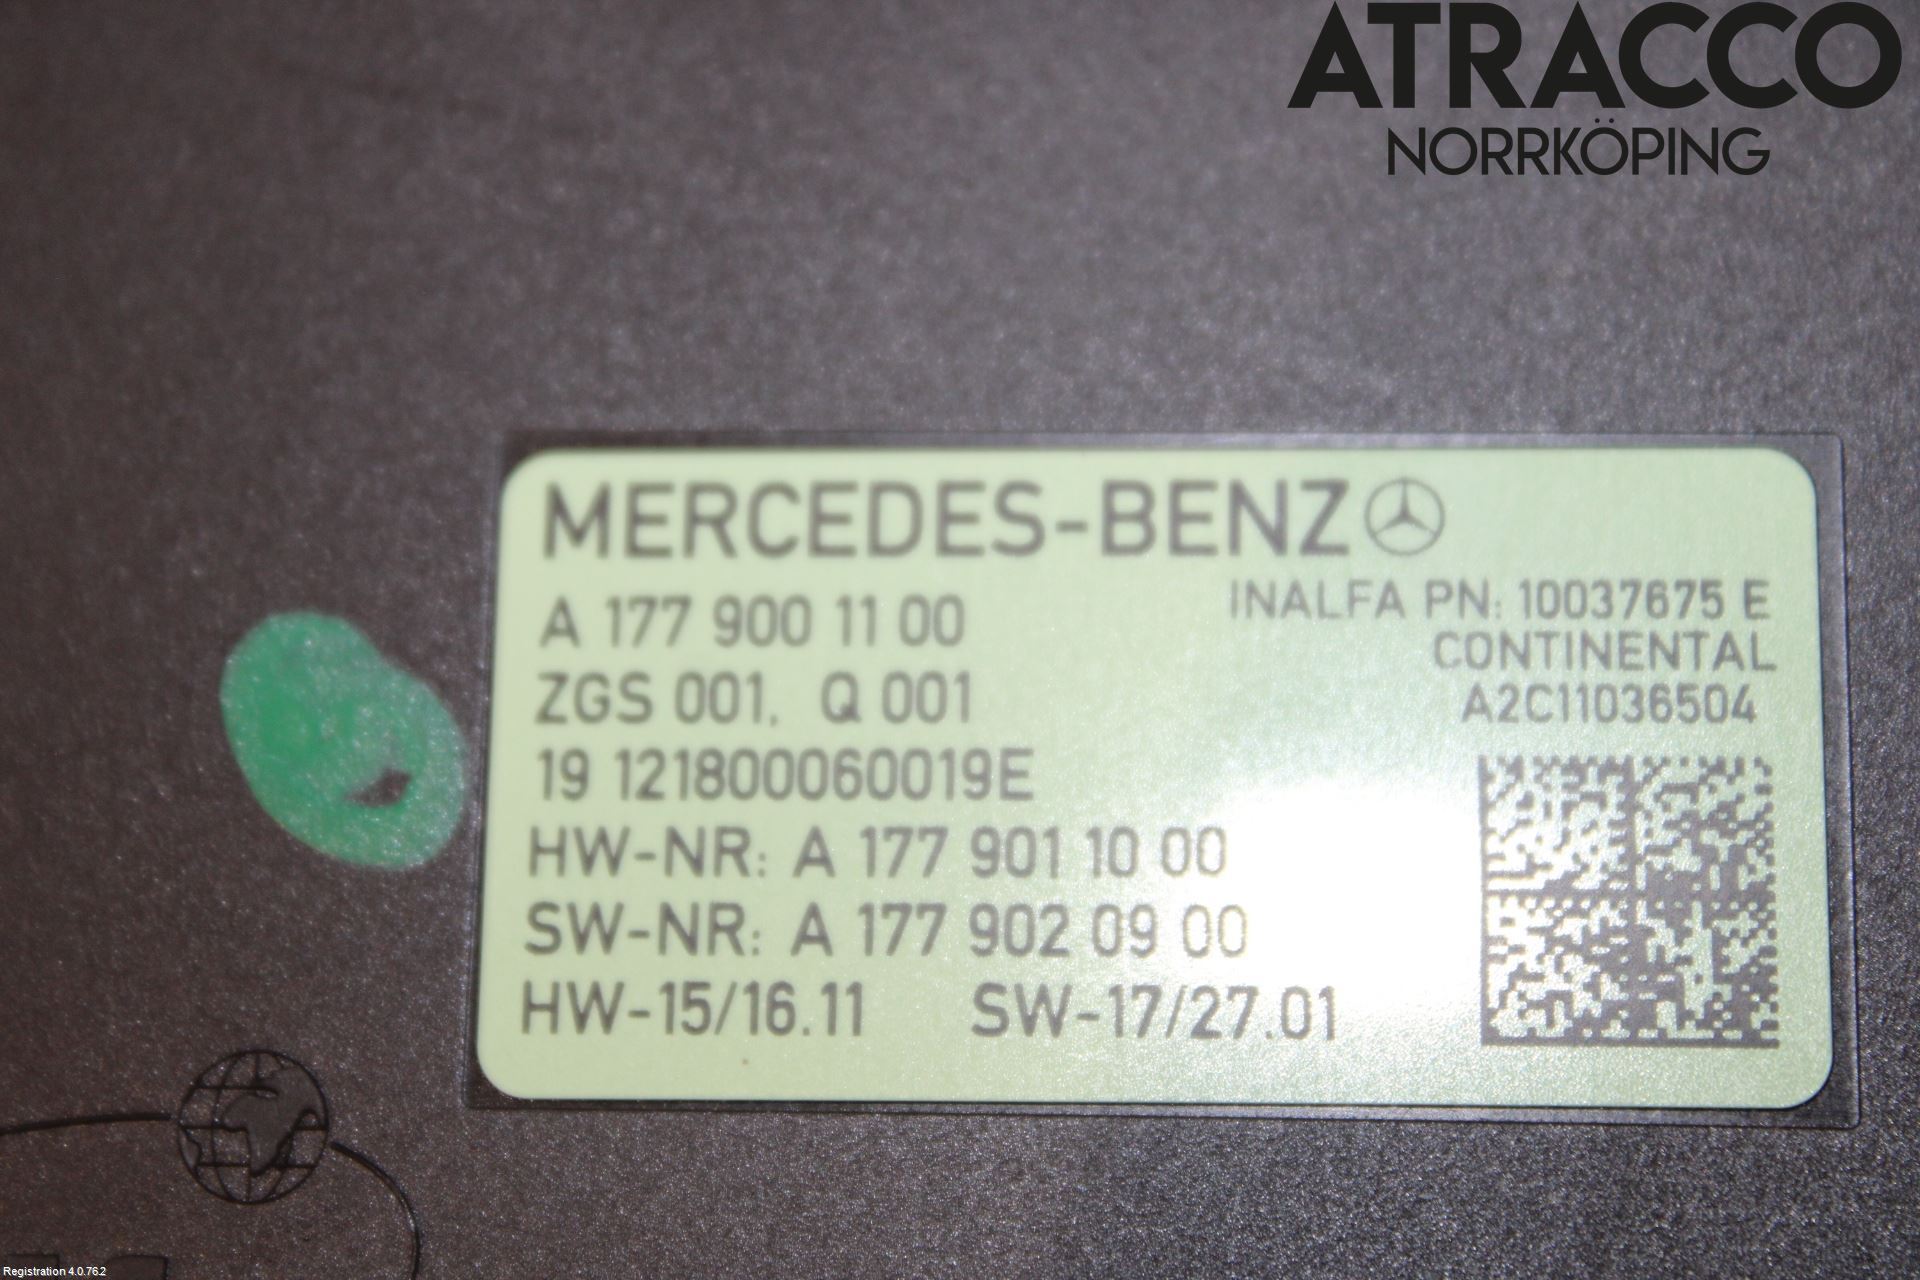 ATRACCO
NORRKÖPING
MERCEDES-BENZ
A 177 900 11 00
INALFA PN: 10037675 E
CONTINENTAL
ZGS 001, Q 001
A2C11036504
19 121800060019E
HW-NR: A 177 901 10 00
SW-NR: A 177 902 09 00
HW-15/16.11 SW-17/27.01
Registration 4.0.76.2